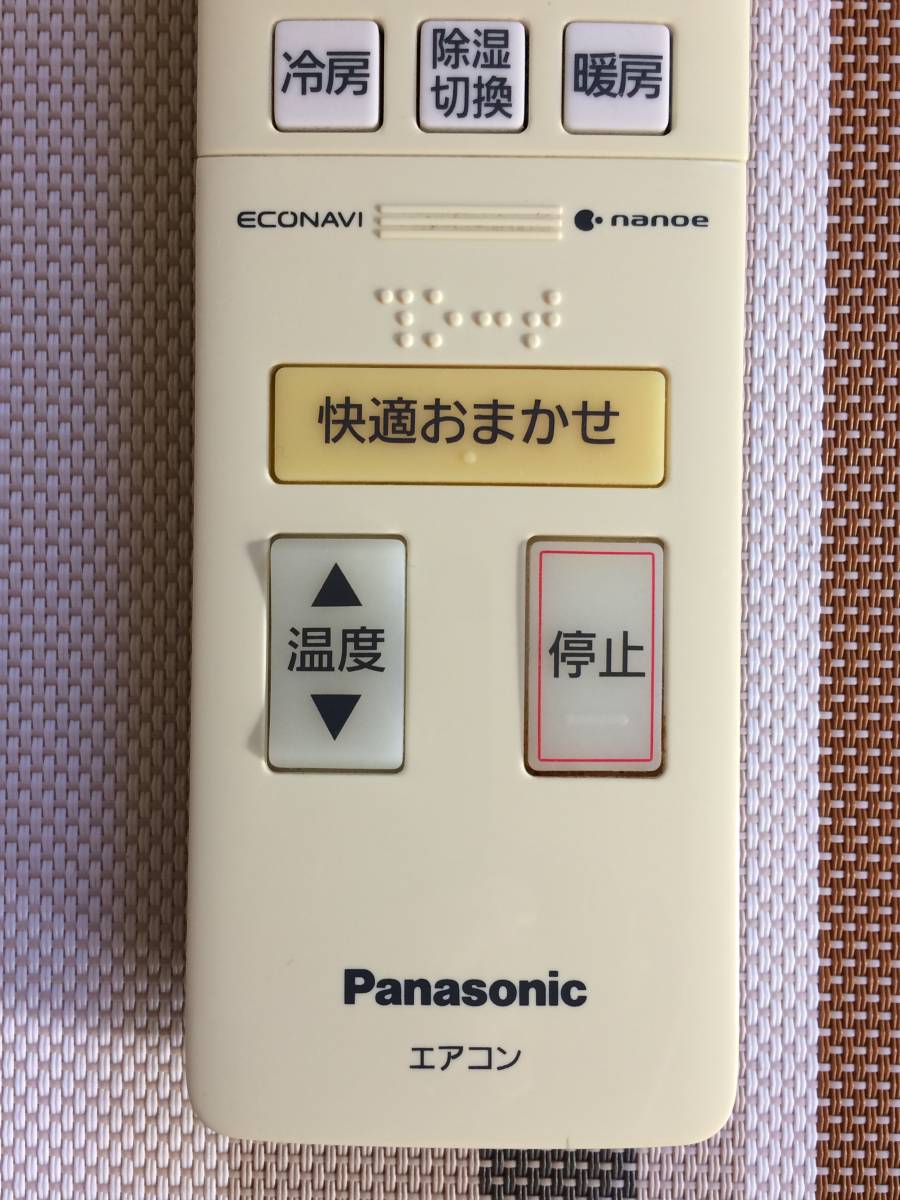 冷房
除湿
切換
暖房
ECONAVI
nanoe
快適おまかせ
温度
停止
Panasonic
エアコン